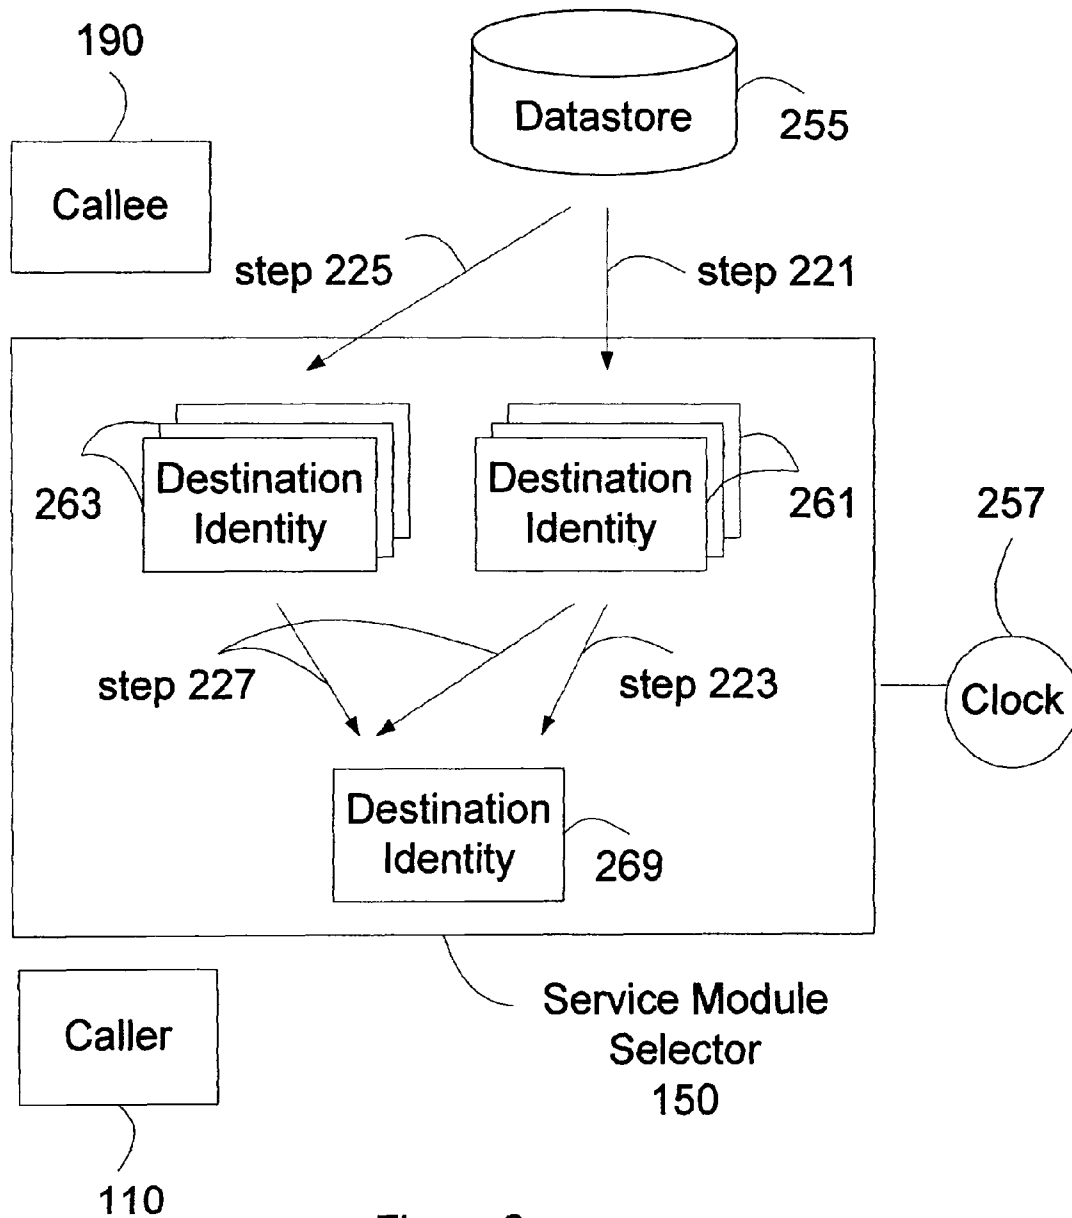 190
Datastore
255
Callee
step 225
step 221
263
Destination
Identity
Destination
Identity
261
257
step 227
step 223
Clock
Destination
Identity
269
Service Module
Selector
150
Caller
110